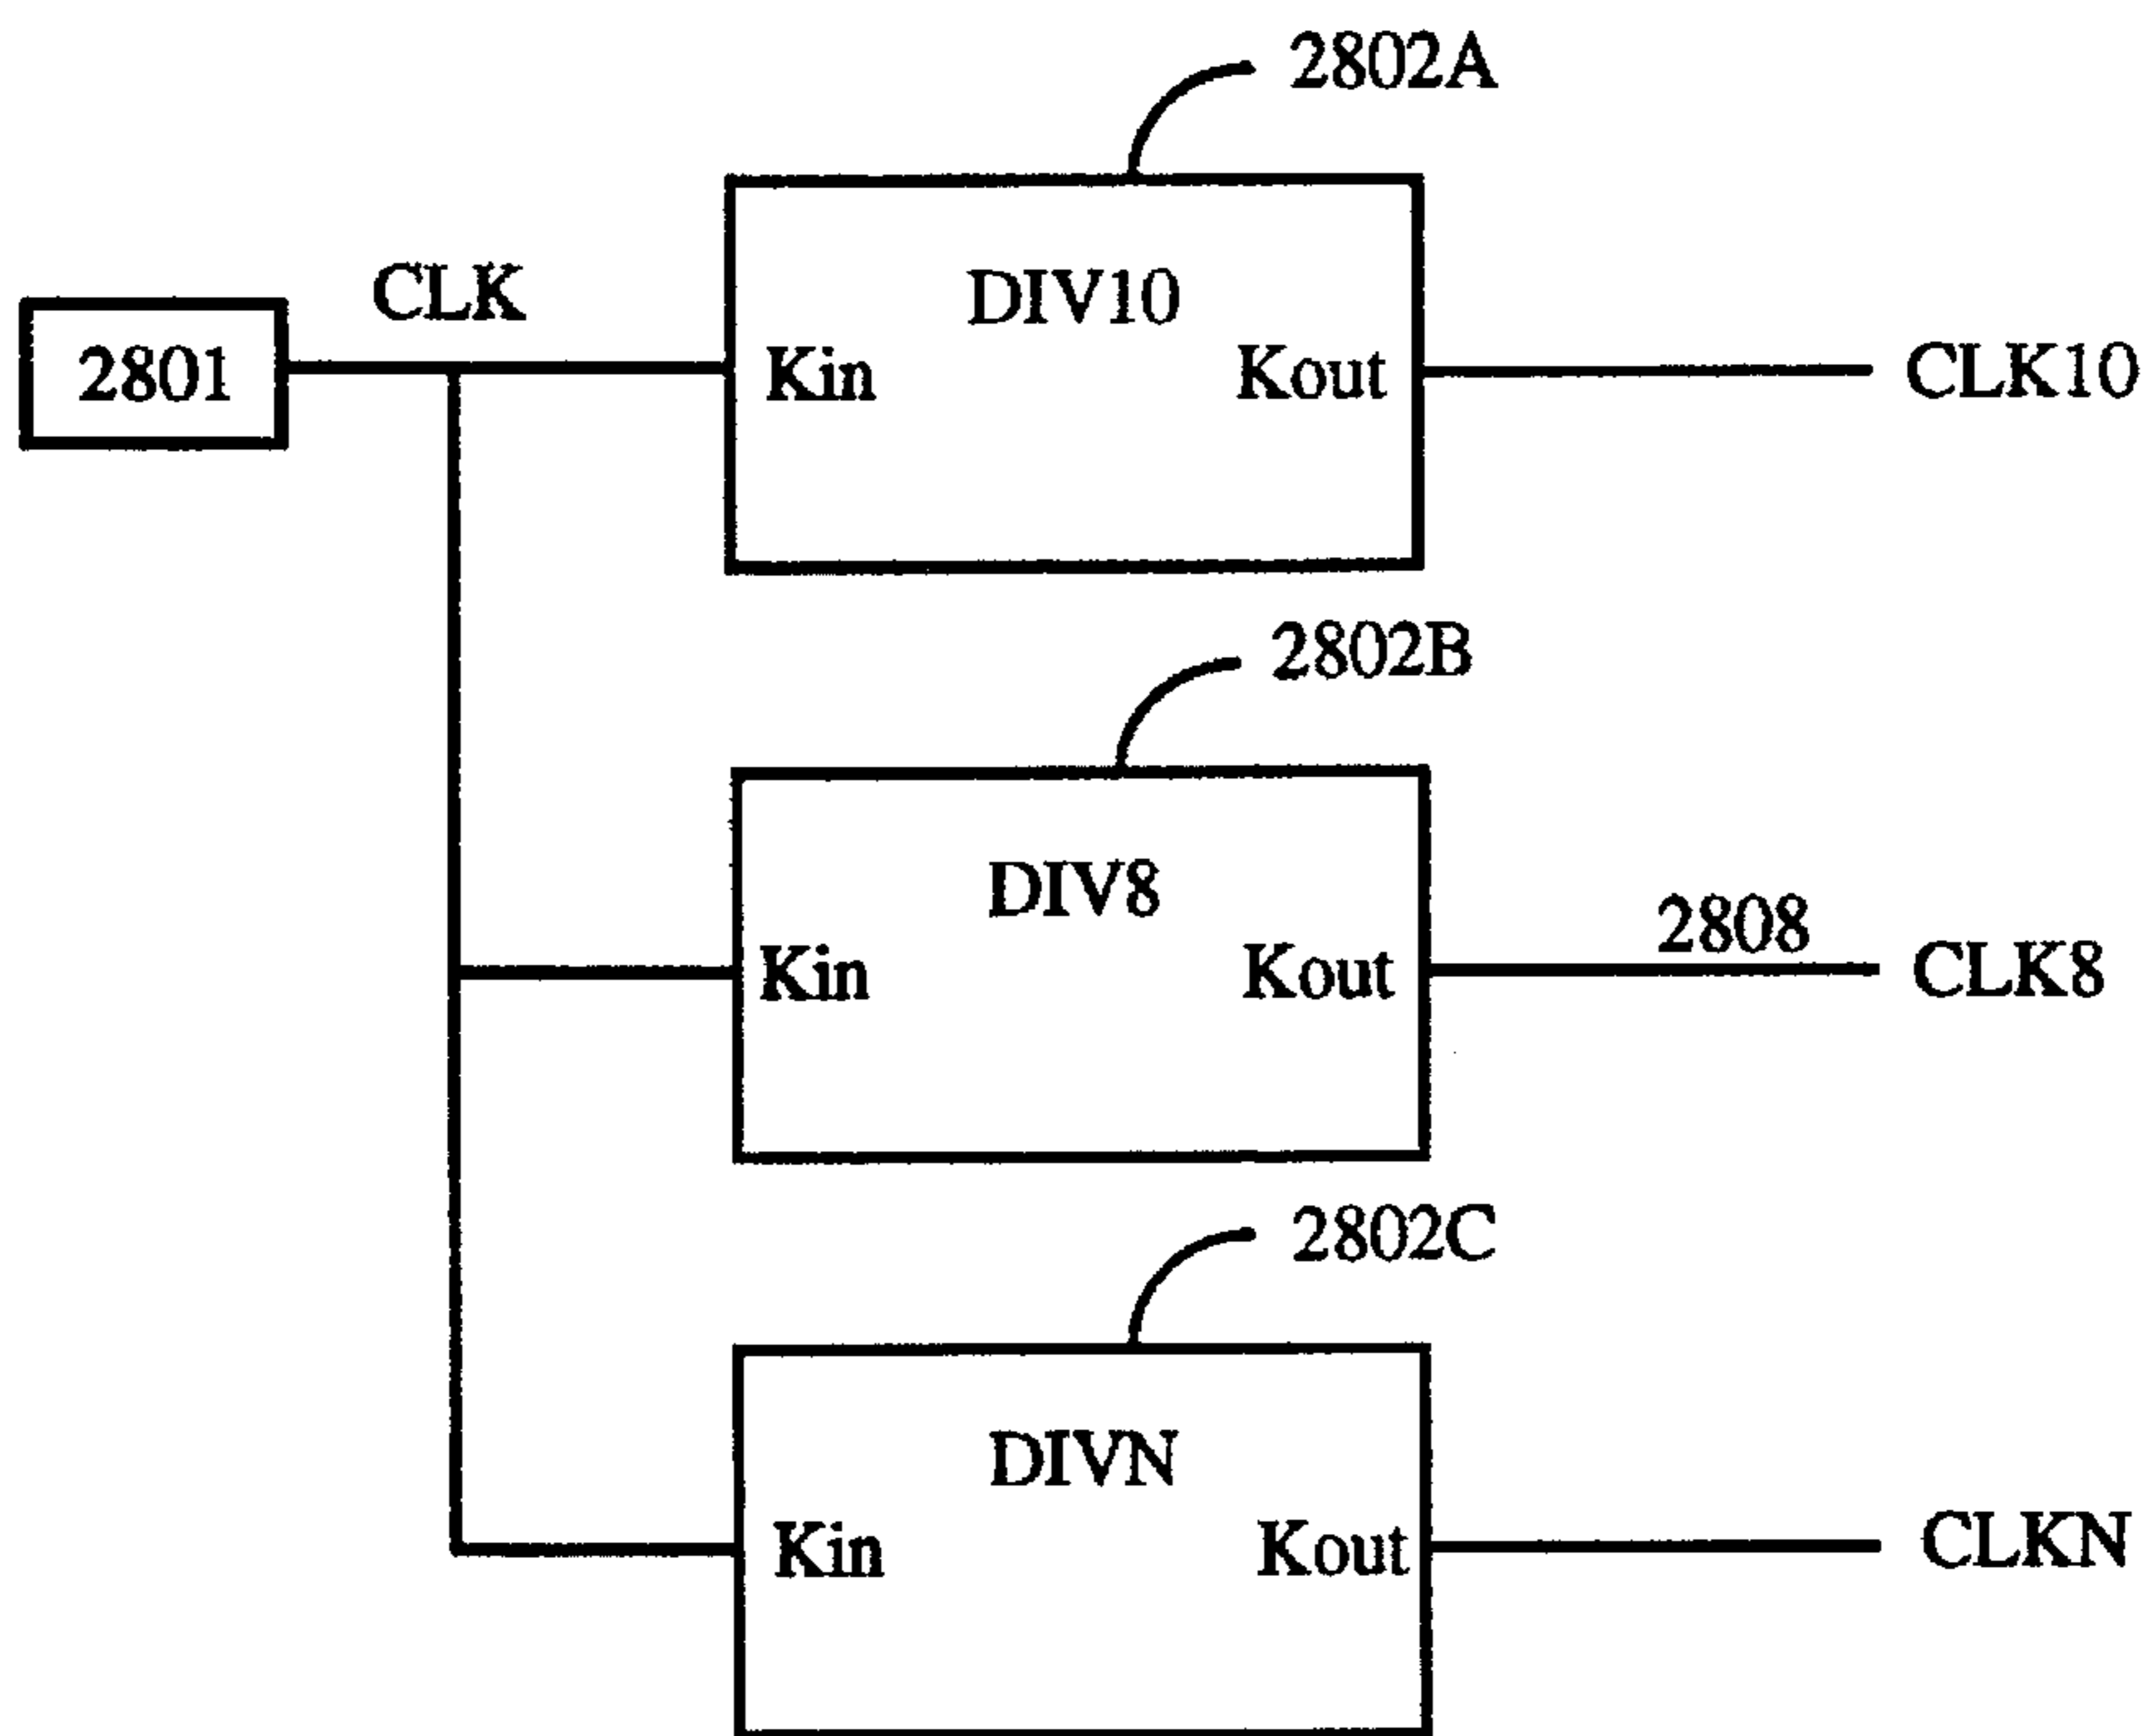 2802A
CLK
DIV10
2801
Kin
Kout
CLK10
2802B
DIV8
2808
Kin
Kout
CLK8
2802C
DIVN
Kin
Kout
CLKN